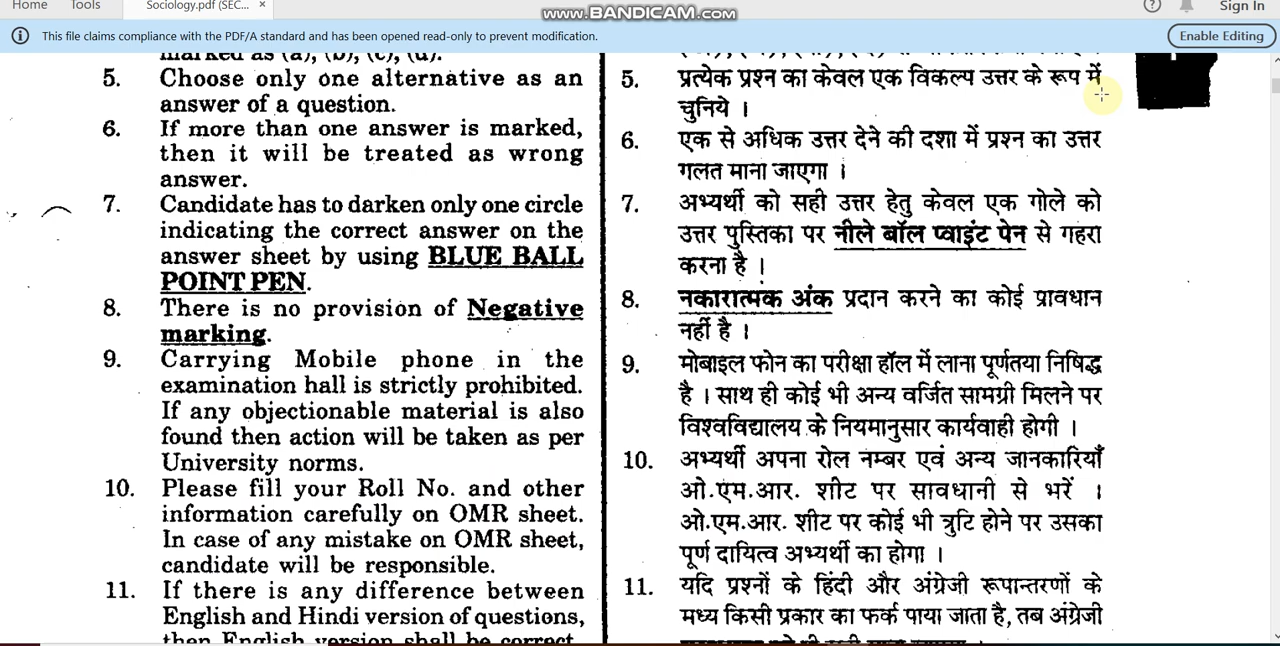 Home Tools Sociology.pdf (SEC... × Sign In
www.BANDICAM.com
This file claims compliance with the PDF/A standard and has been opened read-only to prevent modification. Enable Editing
marked as (a), (b), (c), (d).
5. Choose only one alternative as an
answer of a question.
6. If more than one answer is marked,
then it will be treated as wrong
answer.
7. Candidate has to darken only one circle
indicating the correct answer on the
answer sheet by using BLUE BALL
POINT PEN.
8. There is no provision of Negative
marking.
9. Carrying Mobile phone in the
examination hall is strictly prohibited.
If any objectionable material is also
found then action will be taken as per
University norms.
10. Please fill your Roll No. and other
information carefully on OMR sheet.
In case of any mistake on OMR sheet,
candidate will be responsible.
11. If there is any difference between
English and Hindi version of questions,
then English version shall be correct
5. प्रत्येक प्रश्न का केवल एक विकल्प उत्तर के रूप में
चुनिये ।
6. एक से अधिक उत्तर देने की दशा में प्रश्न का उत्तर
गलत माना जाएगा ।
7. अभ्यर्थी को सही उत्तर हेतु केवल एक गोले को
उत्तर पुस्तिका पर नीले बॉल प्वाइंट पेन से गहरा
करना है ।
8. नकारात्मक अंक प्रदान करने का कोई प्रावधान
नहीं है ।
9. मोबाइल फोन का परीक्षा हॉल में लाना पूर्णतया निषिद्ध
है । साथ ही कोई भी अन्य वर्जित सामग्री मिलने पर
विश्वविद्यालय के नियमानुसार कार्यवाही होगी ।
10. अभ्यर्थी अपना रोल नम्बर एवं अन्य जानकारियाँ
ओ.एम.आर. शीट पर सावधानी से भरें ।
ओ.एम.आर. शीट पर कोई भी त्रुटि होने पर उसका
पूर्ण दायित्व अभ्यर्थी का होगा ।
11. यदि प्रश्नों के हिंदी और अंग्रेजी रूपान्तरणों के
मध्य किसी प्रकार का फर्क पाया जाता है, तब अंग्रेजी